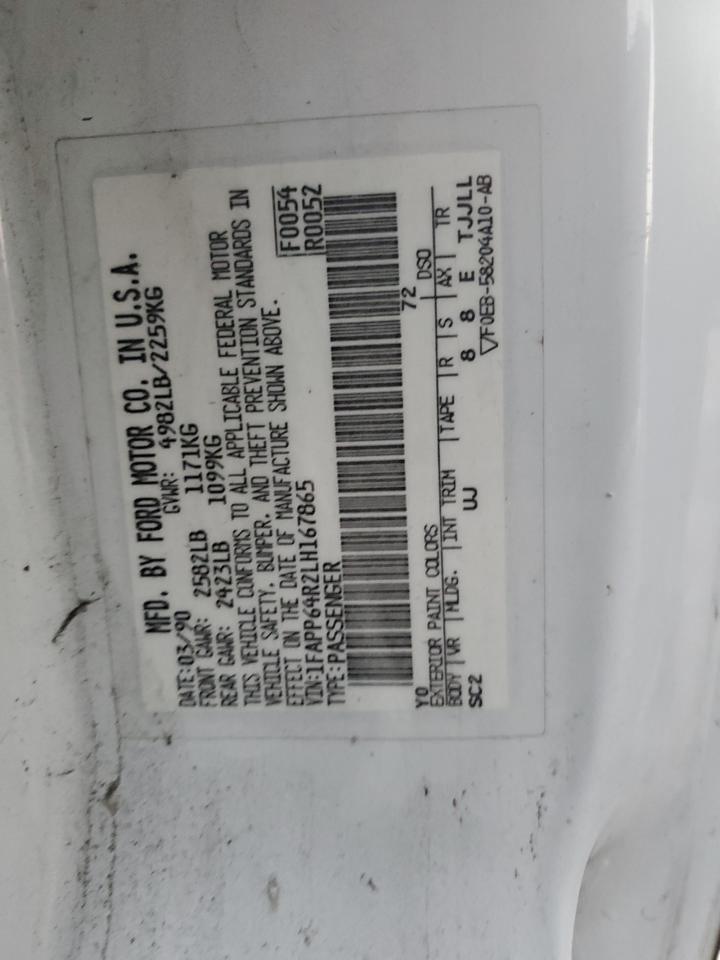 MFD. BY FORD MOTOR CO. IN U.S.A.
DATE:03/90 GVWR: 4982LB/2259KG
FRONT GAWR: 2582LB 1171KG
REAR GAWR: 2423LB 1099KG
THIS VEHICLE CONFORMS TO ALL APPLICABLE FEDERAL MOTOR
VEHICLE SAFETY, BUMPER, AND THEFT PREVENTION STANDARDS IN
EFFECT ON THE DATE OF MANUFACTURE SHOWN ABOVE.
VIN:1FAPP64R2LH167865 F0054
TYPE:PASSENGER R0052
YO 72
EXTERIOR PAINT COLORS DSO
BODY VR MLDG. INT TRIM TAPE R S AX TR
SC2 UJ 8 8 E TJJLL
▽F0EB-58204A10-AB